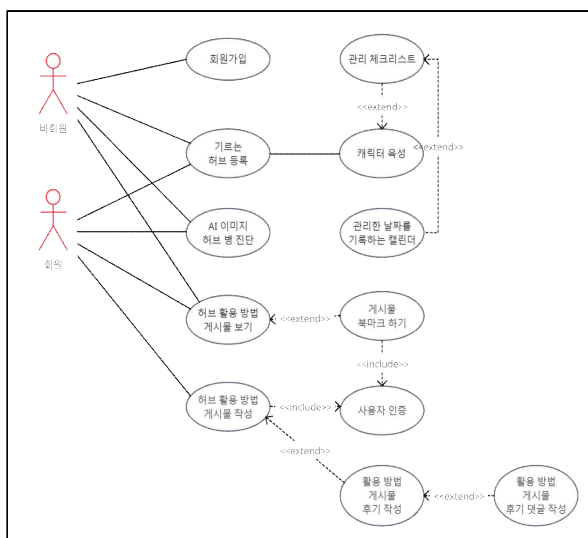 회원가입
관리 체크리스트
<<extend>>
비회원
기르는
허브 등록
캐릭터 육성
<<extend>>
AI 이미지
허브 병 진단
관리한 날짜를
기록하는 캘린더
회원
허브 활용 방법
게시물 보기
<<extend>>
게시물
북마크 하기
<<include>>
허브 활용 방법
게시물 작성
<<include>>
사용자 인증
<<extend>>
활용 방법
게시물
후기 작성
<<extend>>
활용 방법
게시물
후기 댓글 작성